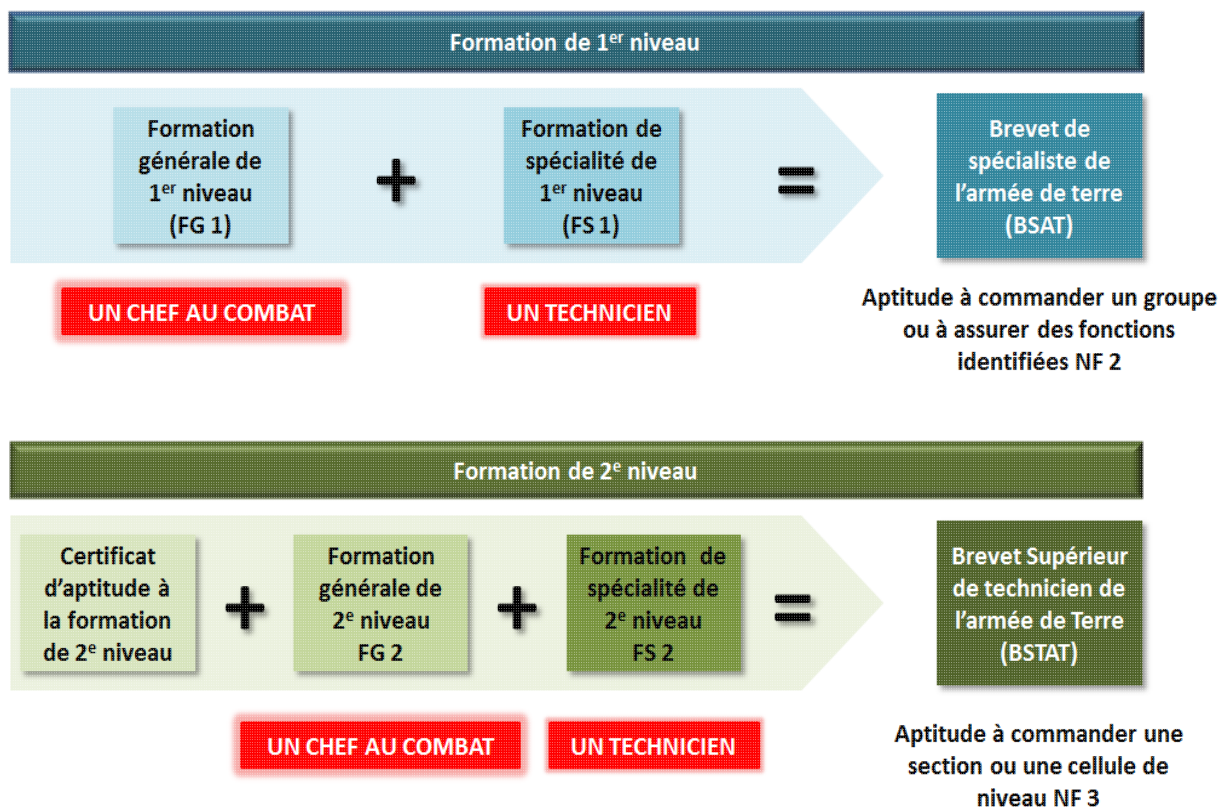 Formation de 1er niveau
Formation
générale de
1er niveau
(FG 1)
+
Formation de
spécialité de
1er niveau
(FS 1)
=
Brevet de
spécialiste de
l'armée de terre
(BSAT)
UN CHEF AU COMBAT
UN TECHNICIEN
Aptitude à commander un groupe
ou à assurer des fonctions
identifiées NF 2
Formation de 2e niveau
Certificat
d'aptitude à
la formation
de 2e niveau
+
Formation
générale de
2e niveau
FG 2
+
Formation de
spécialité de
2e niveau
FS 2
=
Brevet Supérieur
de technicien de
l'armée de Terre
(BSTAT)
UN CHEF AU COMBAT
UN TECHNICIEN
Aptitude à commander une
section ou une cellule de
niveau NF 3